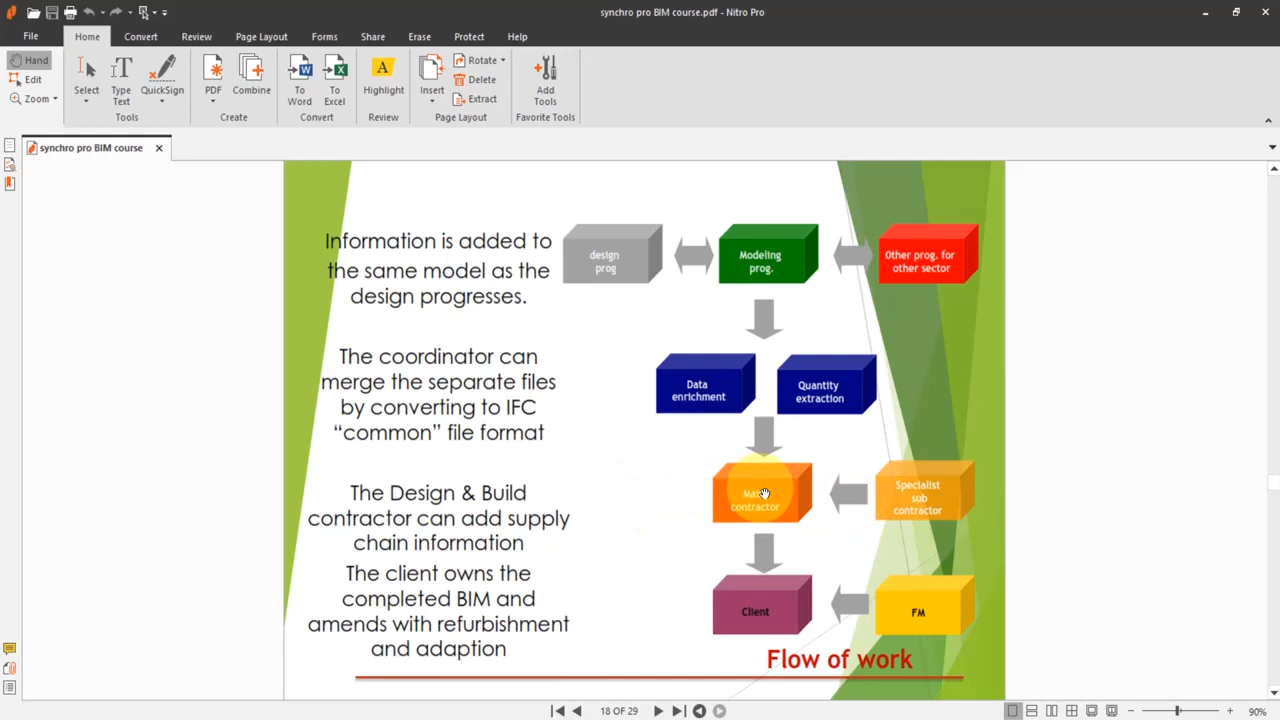 synchro pro BIM course.pdf - Nitro Pro
File
Home
Convert
Review
Page Layout
Forms
Share
Erase
Protect
Help
Hand
Edit
Zoom
Select
Type
Text
QuickSign
Tools
PDF
Combine
Create
To
Word
To
Excel
Convert
Highlight
Review
Insert
Rotate
Delete
Extract
Page Layout
Add
Tools
Favorite Tools
synchro pro BIM course
Information is added to
the same model as the
design progresses.
The coordinator can
merge the separate files
by converting to IFC
“common” file format
The Design & Build
contractor can add supply
chain information
The client owns the
completed BIM and
amends with refurbishment
and adaption
design
prog
Modeling
prog.
Other prog. for
other sector
Data
enrichment
Quantity
extraction
contractor
Specialist
sub
contractor
Client
FM
Flow of work
18 OF 29
90%